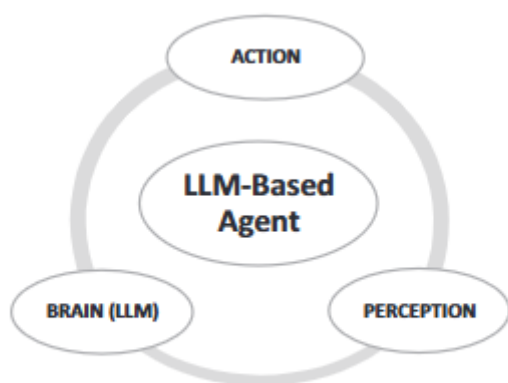 ACTION
LLM-Based
Agent
BRAIN (LLM)
PERCEPTION